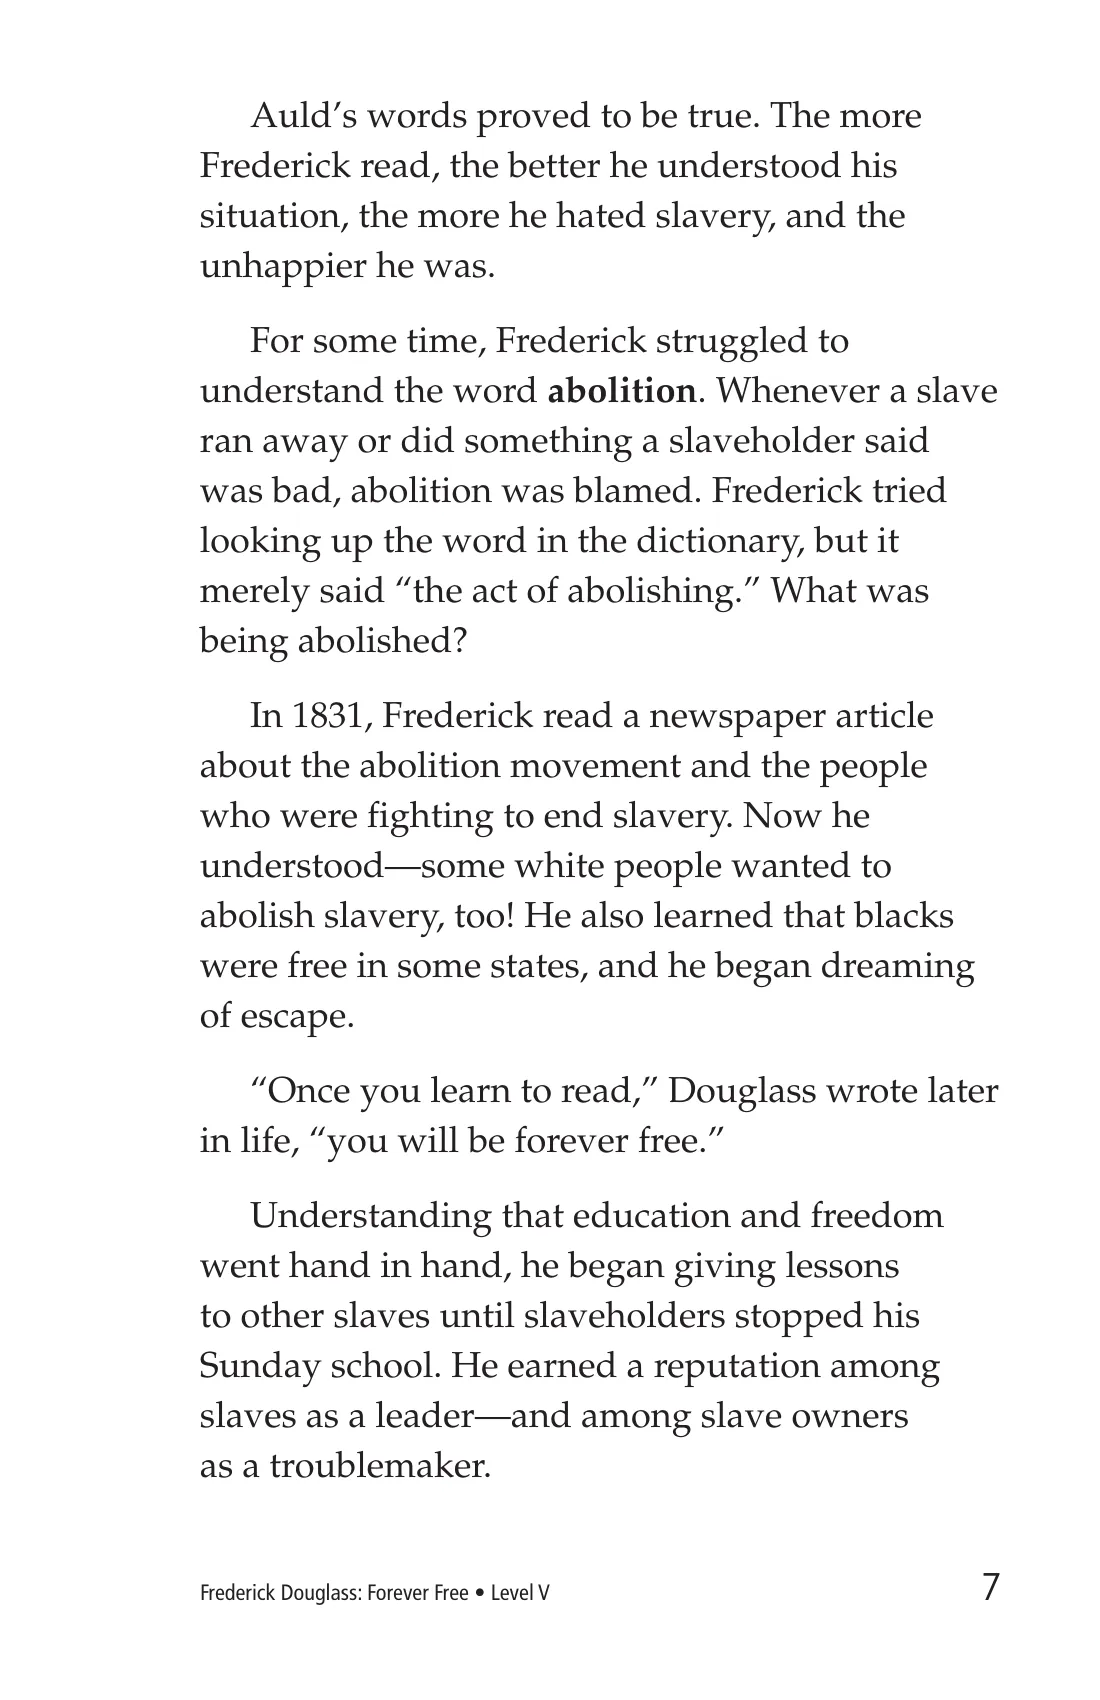 Auld’s words proved to be true. The more
Frederick read, the better he understood his
situation, the more he hated slavery, and the
unhappier he was.
For some time, Frederick struggled to
understand the word abolition. Whenever a slave
ran away or did something a slaveholder said
was bad, abolition was blamed. Frederick tried
looking up the word in the dictionary, but it
merely said “the act of abolishing.” What was
being abolished?
In 1831, Frederick read a newspaper article
about the abolition movement and the people
who were fighting to end slavery. Now he
understood—some white people wanted to
abolish slavery, too! He also learned that blacks
were free in some states, and he began dreaming
of escape.
“Once you learn to read,” Douglass wrote later
in life, “you will be forever free.”
Understanding that education and freedom
went hand in hand, he began giving lessons
to other slaves until slaveholders stopped his
Sunday school. He earned a reputation among
slaves as a leader—and among slave owners
as a troublemaker.
Frederick Douglass: Forever Free • Level V 7